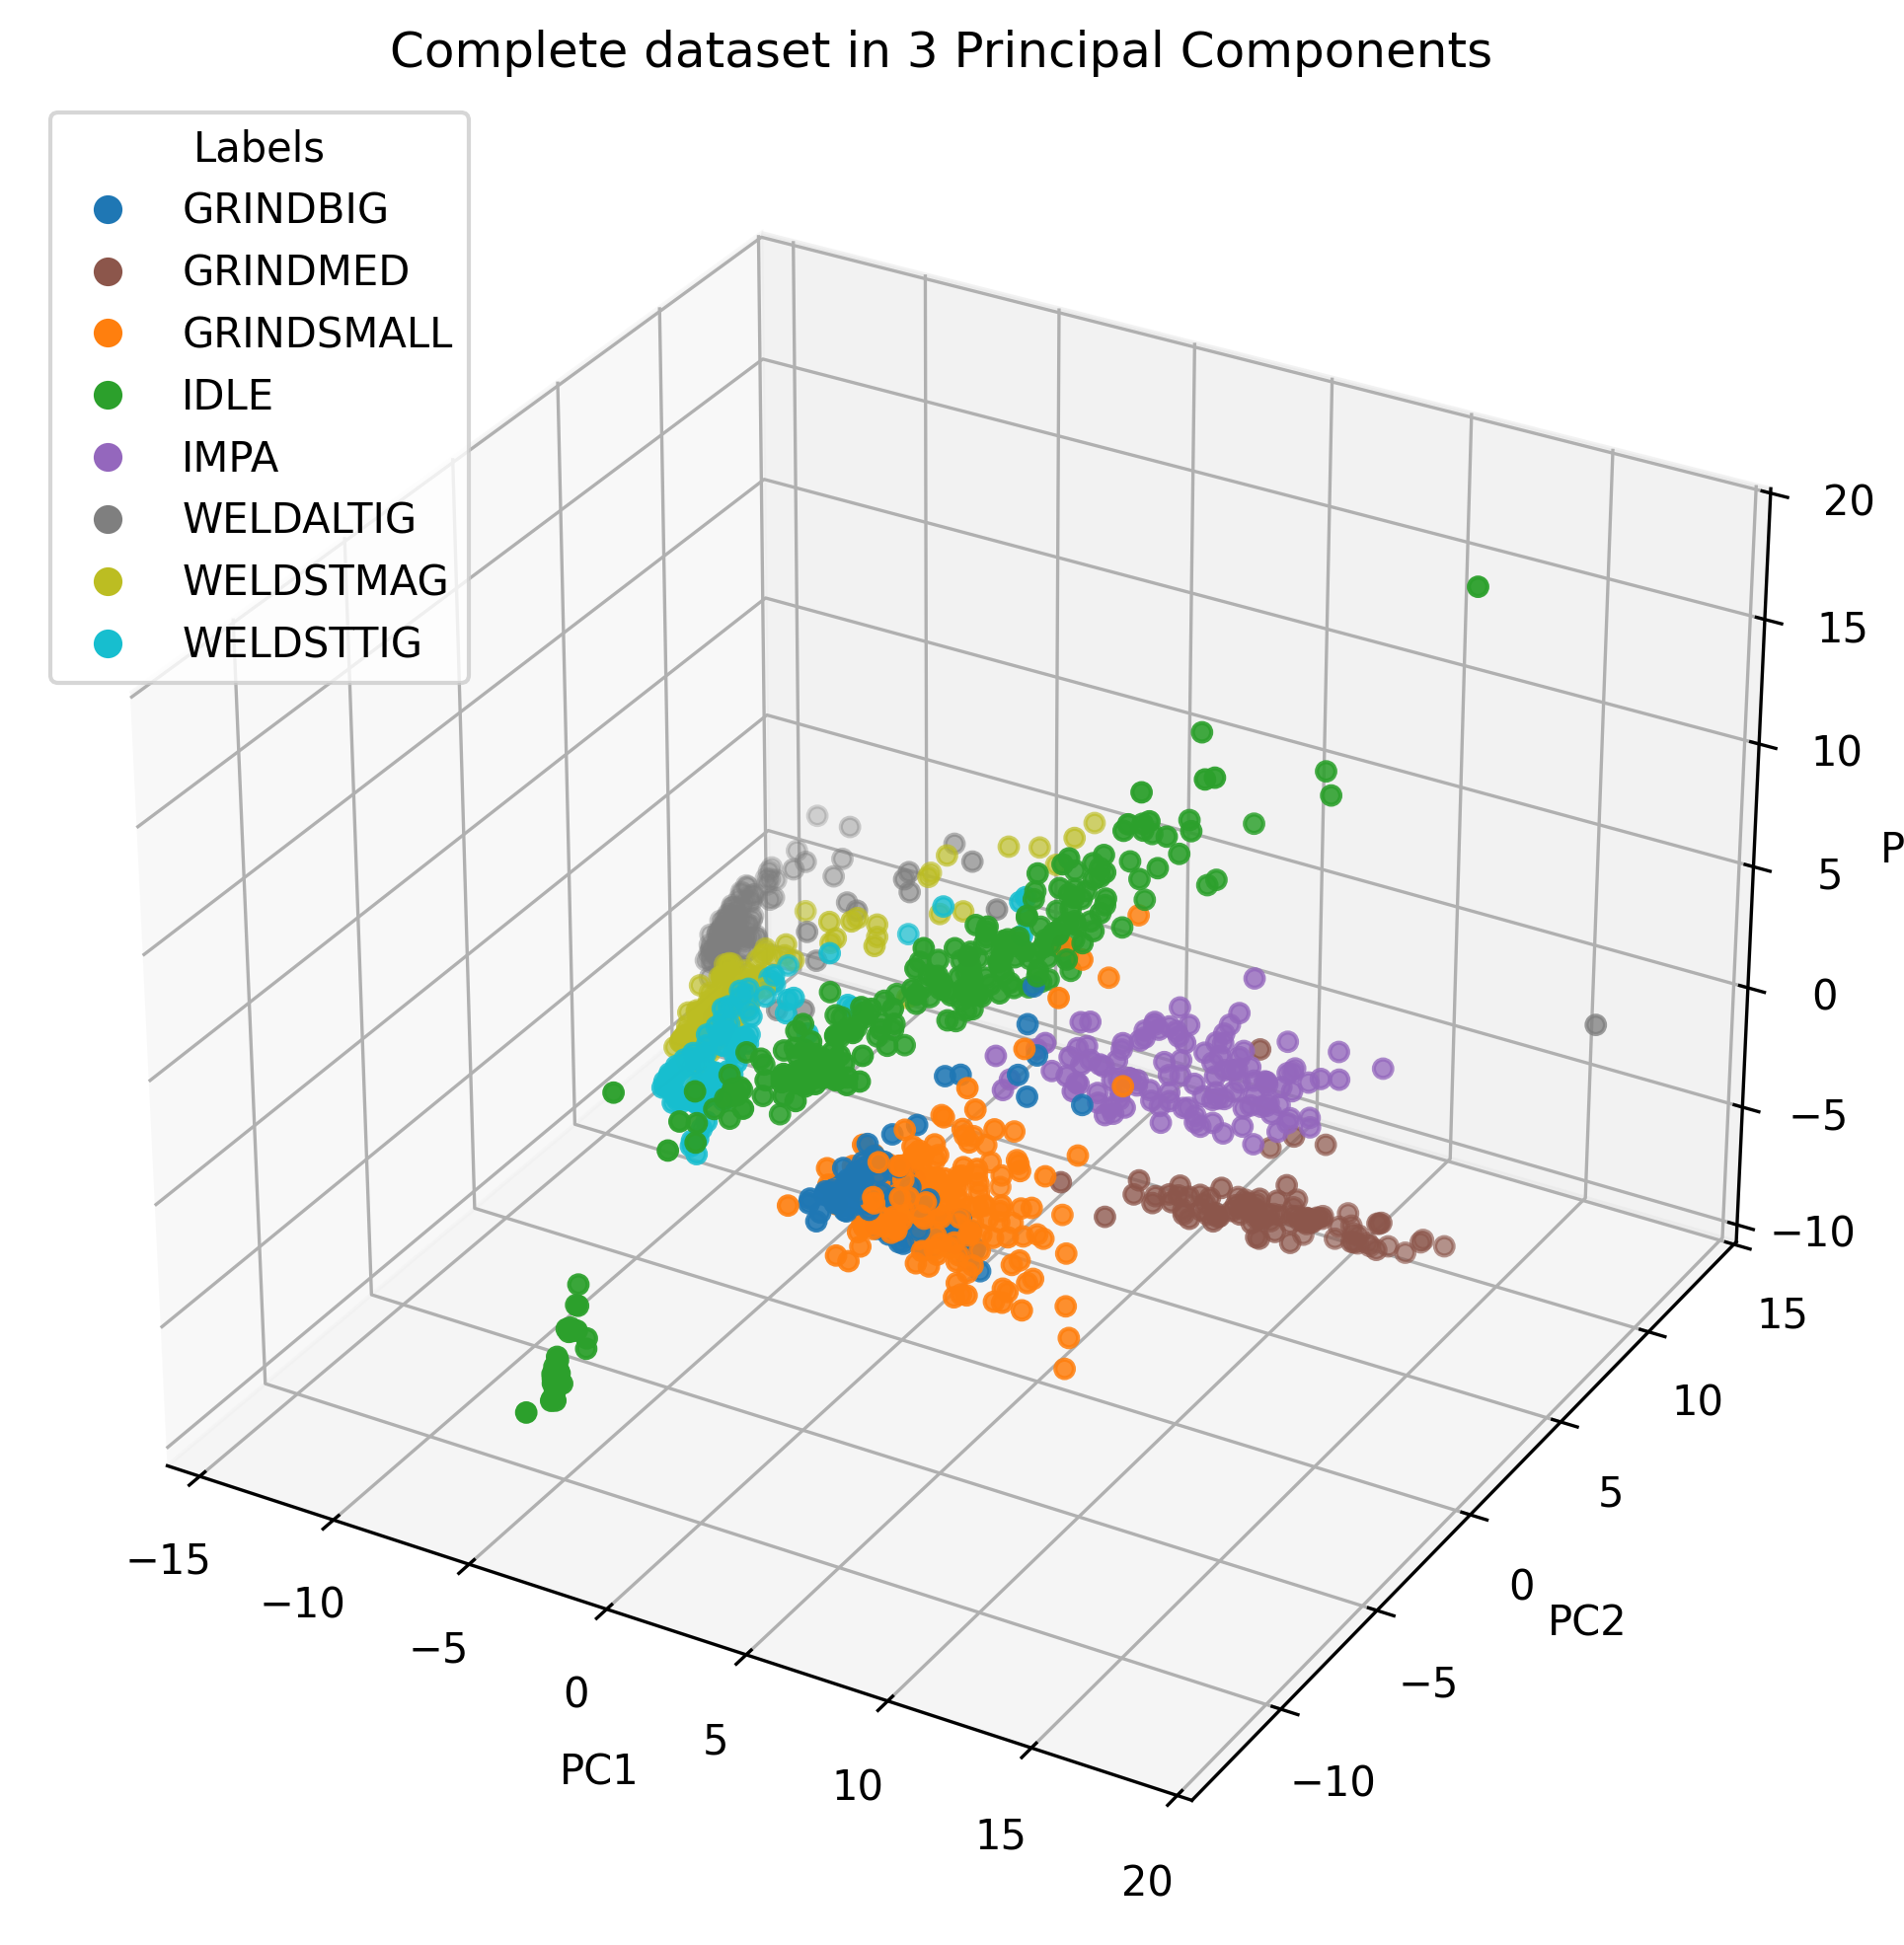 Complete dataset in 3 Principal Components
Labels
GRINDBIG
GRINDMED
GRINDSMALL
IDLE
IMPA
WELDALTIG
WELDSTMAG
WELDSTTIG
20
15
10
5
0
−5
−10
P
15
10
5
0
−5
−10
PC2
−15
−10
−5
0
5
10
15
20
PC1